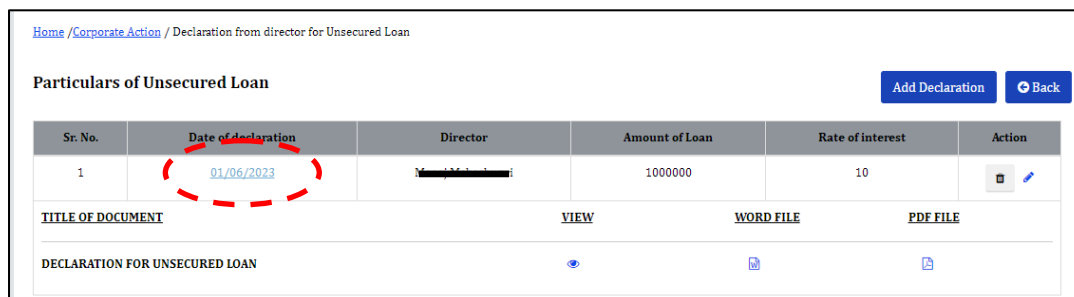 Home /Corporate Action / Declaration from director for Unsecured Loan
Particulars of Unsecured Loan
Add Declaration Back
Sr. No. Date of declaration Director Amount of Loan Rate of interest Action
1 01/06/2023 1000000 10
TITLE OF DOCUMENT VIEW WORD FILE PDF FILE
DECLARATION FOR UNSECURED LOAN